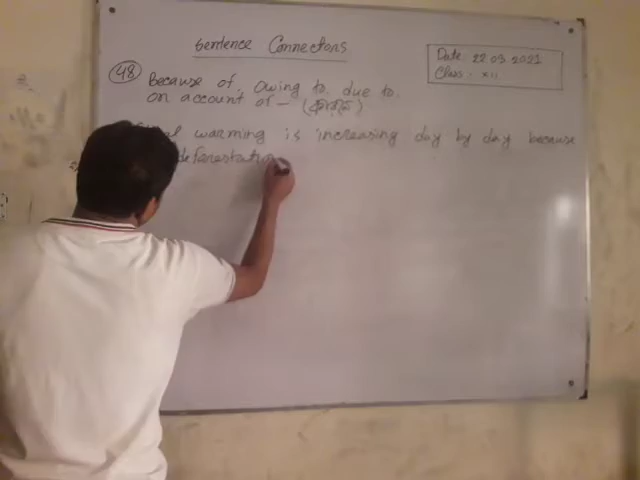 Sentence Connectors
Date: 22.03.2021
Class: XII
48 Because of, Owing to, due to,
on account of – (কারণে)
warming is increasing day by day because
deforestation